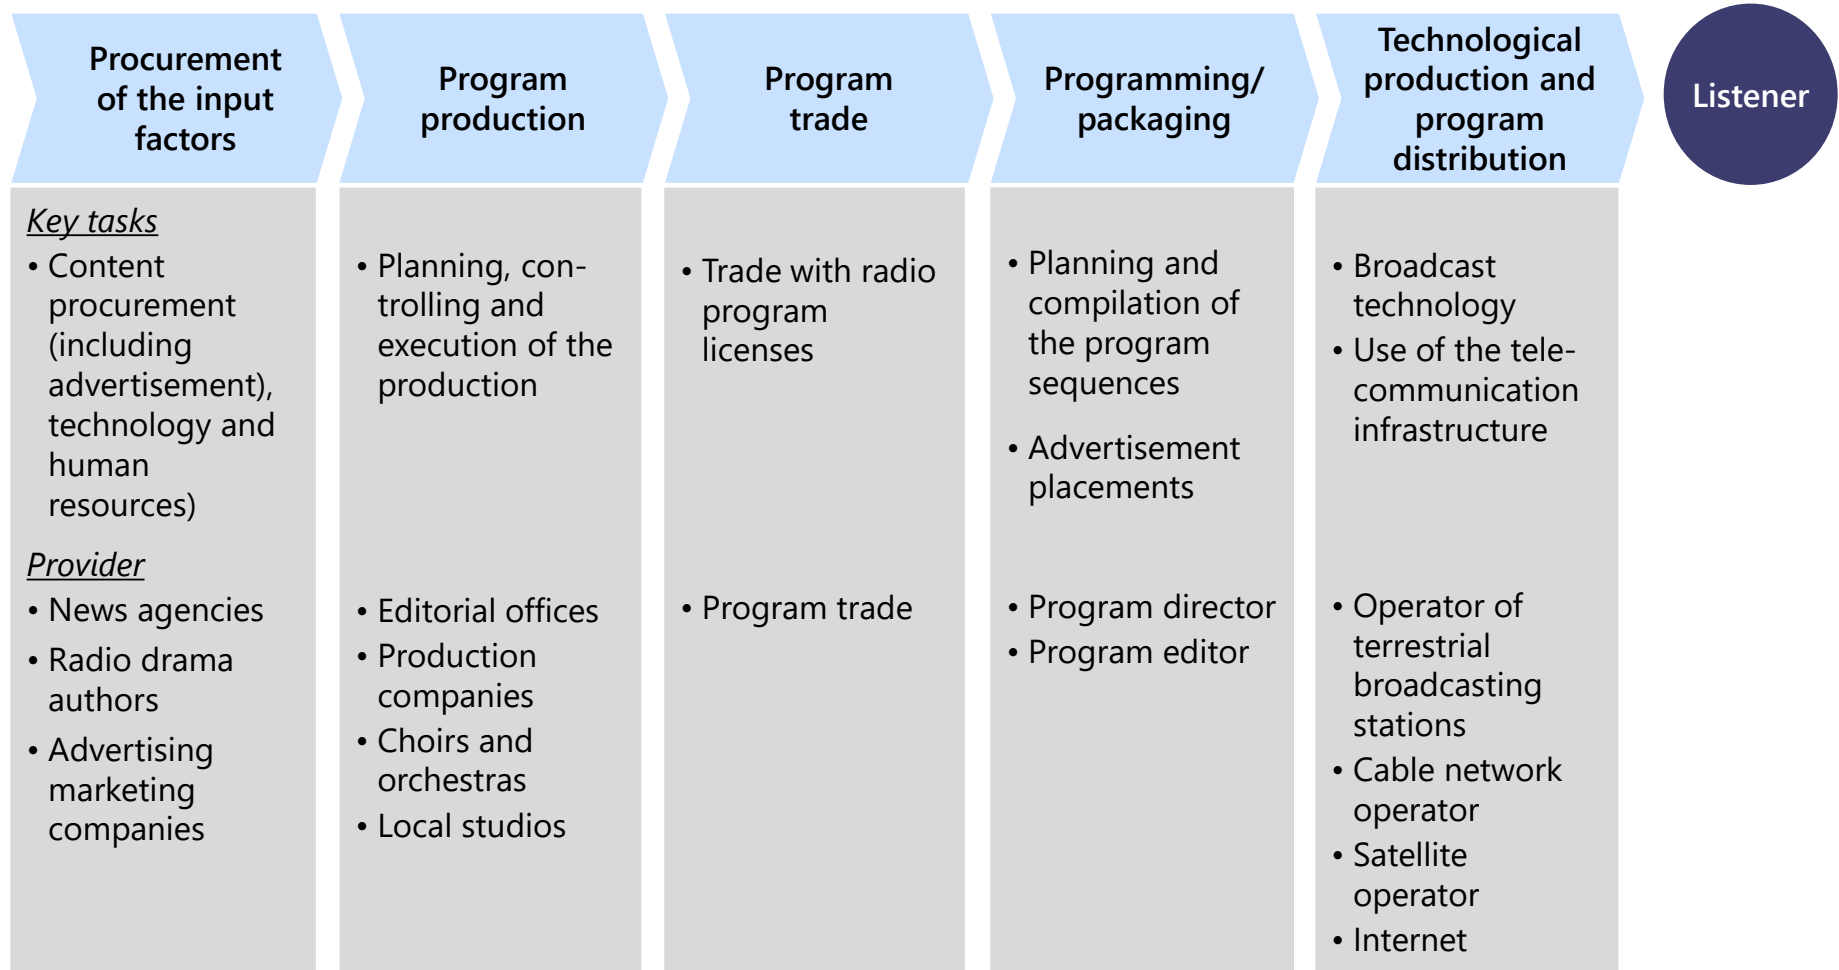 Procurement
of the input
factors
Program
production
Program
trade
Programming/
packaging
Technological
production and
program
distribution
Listener
Key tasks
• Content
procurement
(including
advertisement),
technology and
human
resources)
Provider
• News agencies
• Radio drama
authors
• Advertising
marketing
companies
• Planning, con-
trolling and
execution of the
production
• Editorial offices
• Production
companies
• Choirs and
orchestras
• Local studios
• Trade with radio
program
licenses
• Program trade
• Planning and
compilation of
the program
sequences
• Advertisement
placements
• Program director
• Program editor
• Broadcast
technology
• Use of the tele-
communication
infrastructure
• Operator of
terrestrial
broadcasting
stations
• Cable network
operator
• Satellite
operator
• Internet